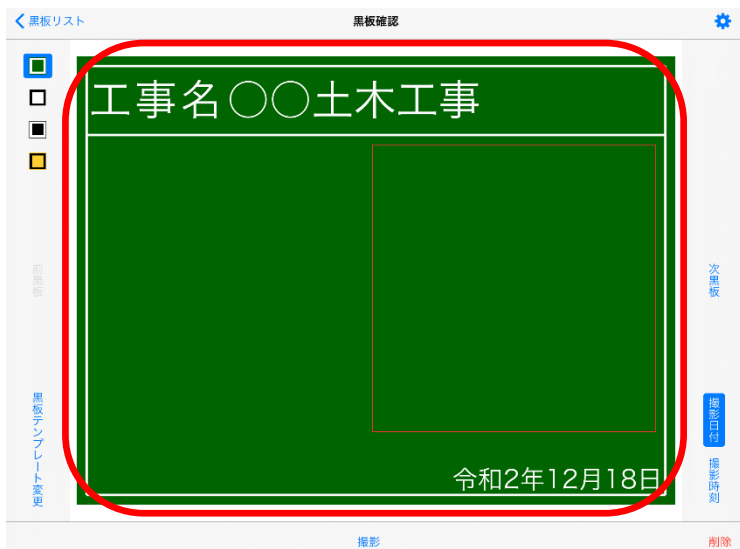 黒板リスト
黒板確認
工事名○○土木工事
前黒板
次黒板
黒板テンプレート変更
撮影日付
撮影時刻
令和2年12月18日
撮影
削除